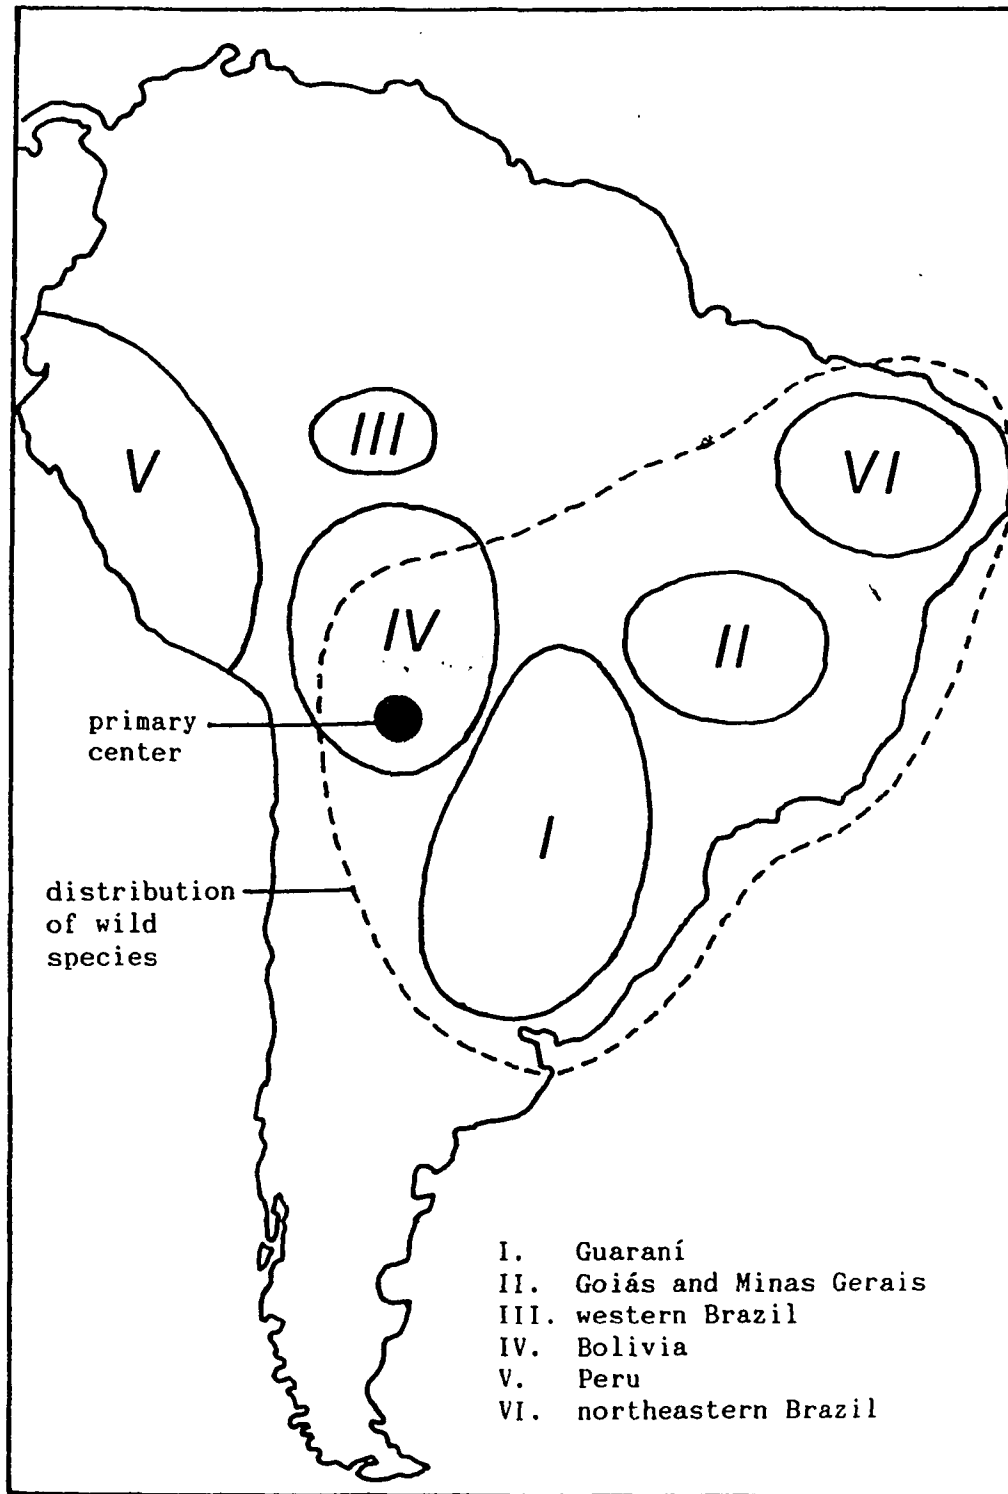 III
V
VI
IV
II
primary
center
I
distribution
of wild
species
I. Guaraní
II. Goiás and Minas Gerais
III. western Brazil
IV. Bolivia
V. Peru
VI. northeastern Brazil